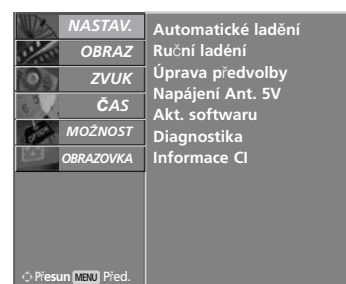 NASTAV.
OBRAZ
ZVUK
ČAS
MOŽNOST
OBRAZOVKA
Automatické ladění
Ruční ladéní
Úprava předvolby
Napájení Ant. 5V
Akt. softwaru
Diagnostika
Informace CI
Přesun MENU Před.